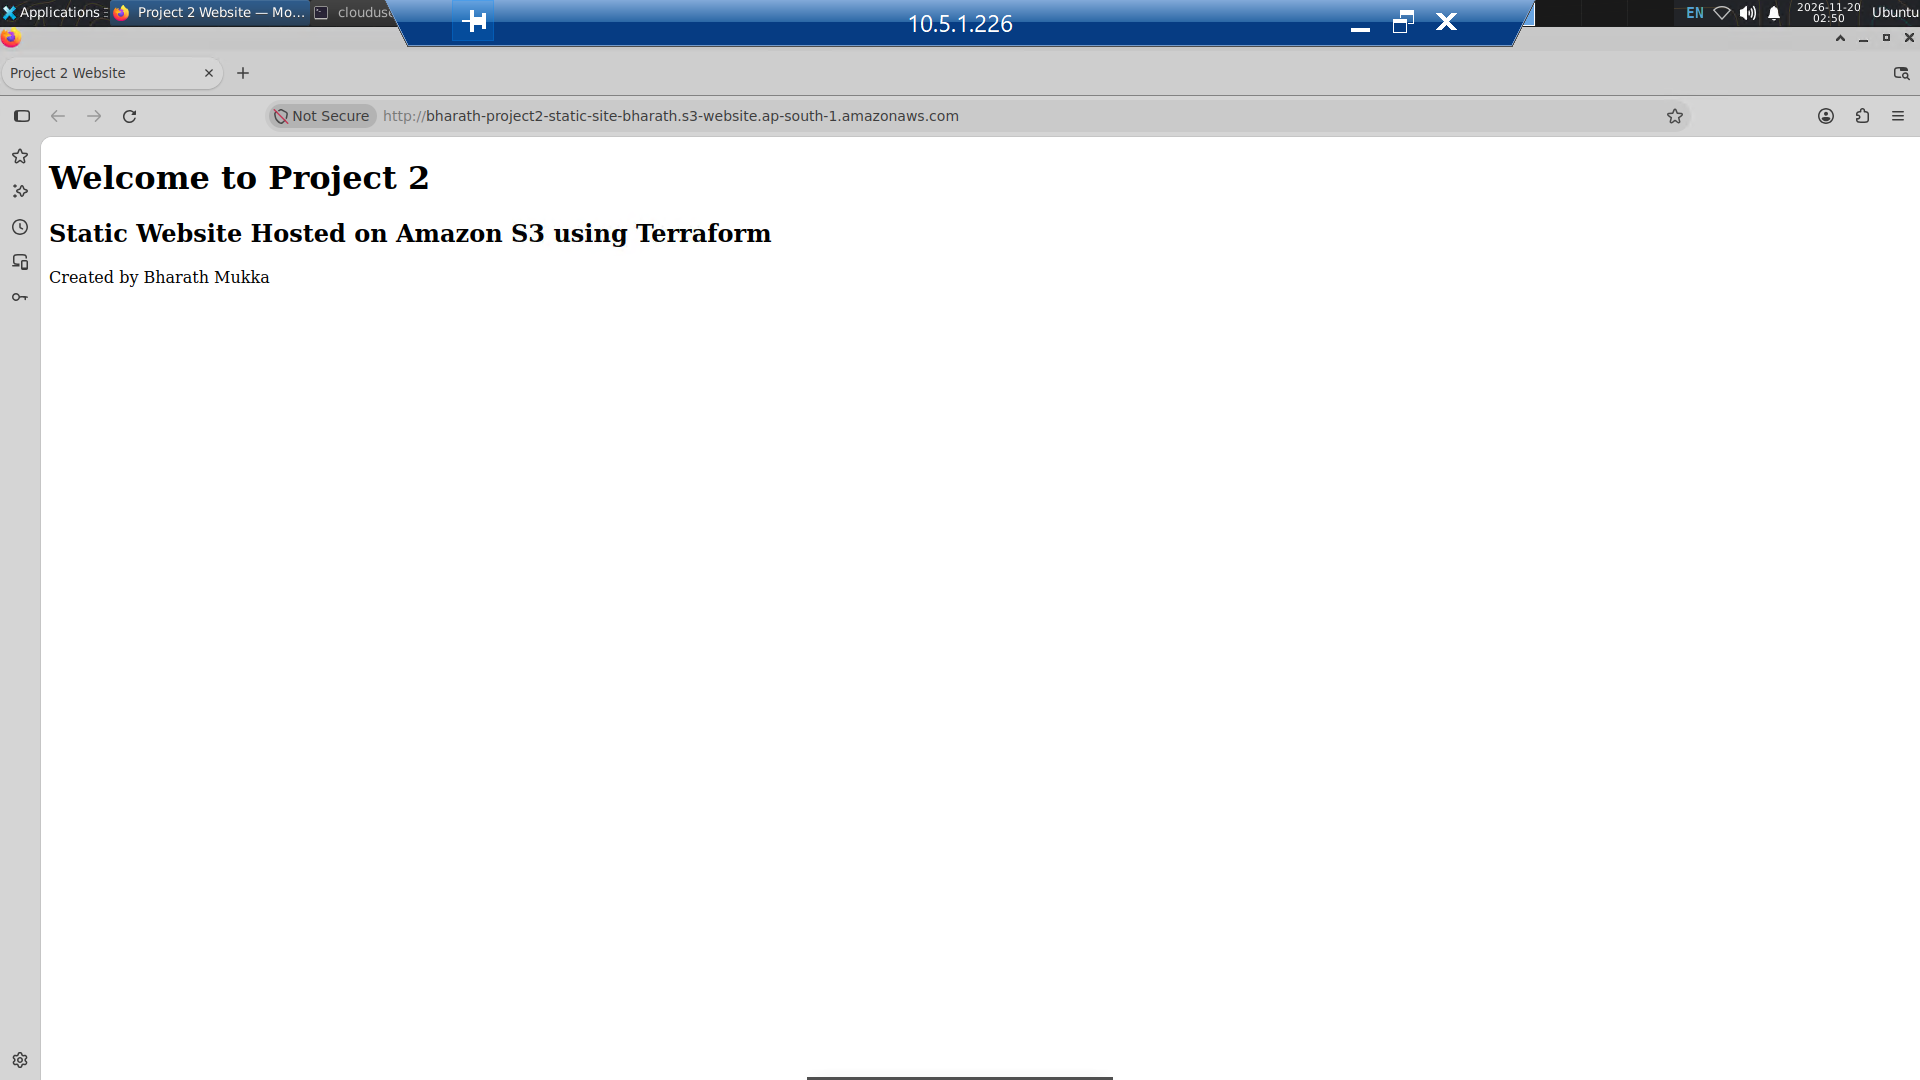 Applications
Project 2 Website — Mo...
clouduse
10.5.1.226
EN
2026-11-20
02:50
Ubuntu
Project 2 Website
Not Secure
http://bharath-project2-static-site-bharath.s3-website.ap-south-1.amazonaws.com
Welcome to Project 2
Static Website Hosted on Amazon S3 using Terraform
Created by Bharath Mukka